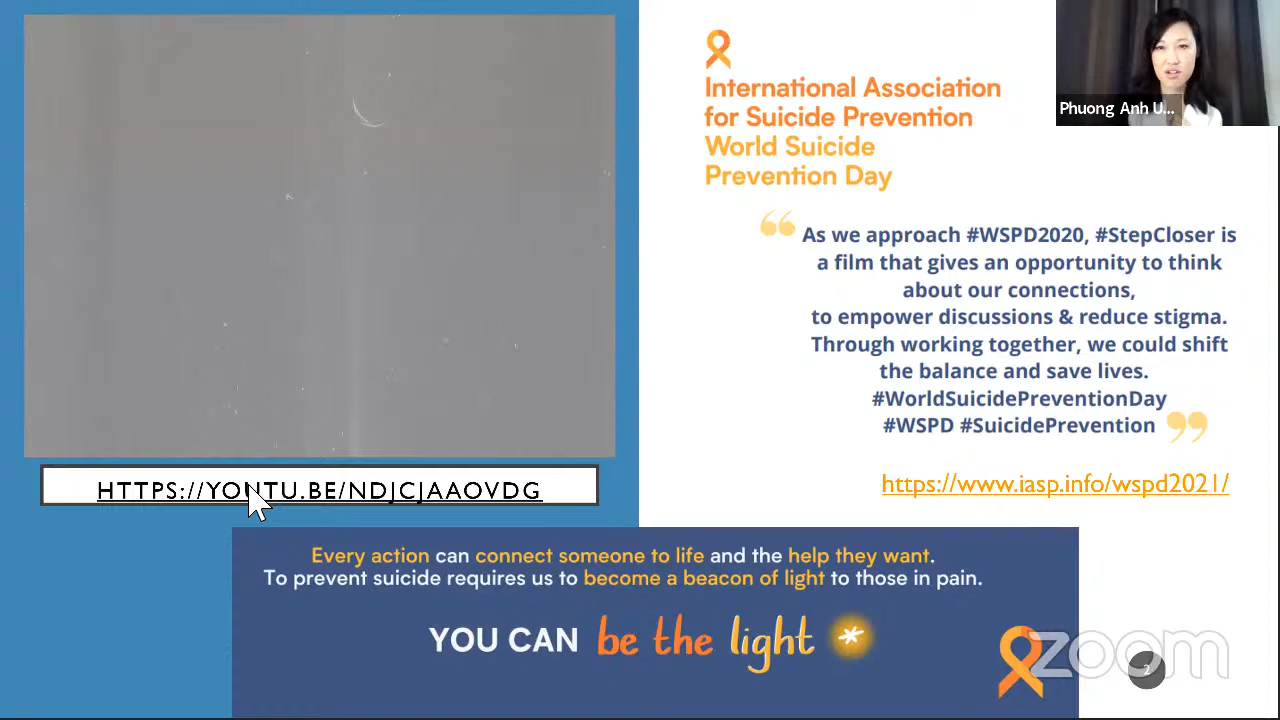 International Association
for Suicide Prevention
World Suicide
Prevention Day
Phuong Anh U...
“ As we approach #WSPD2020, #StepCloser is
a film that gives an opportunity to think
about our connections,
to empower discussions & reduce stigma.
Through working together, we could shift
the balance and save lives.
#WorldSuicidePreventionDay
#WSPD #SuicidePrevention ”
HTTPS://YOUTU.BE/NDJCJAAOVDG
https://www.iasp.info/wspd2021/
Every action can connect someone to life and the help they want.
To prevent suicide requires us to become a beacon of light to those in pain.
YOU CAN be the light
zoom
2